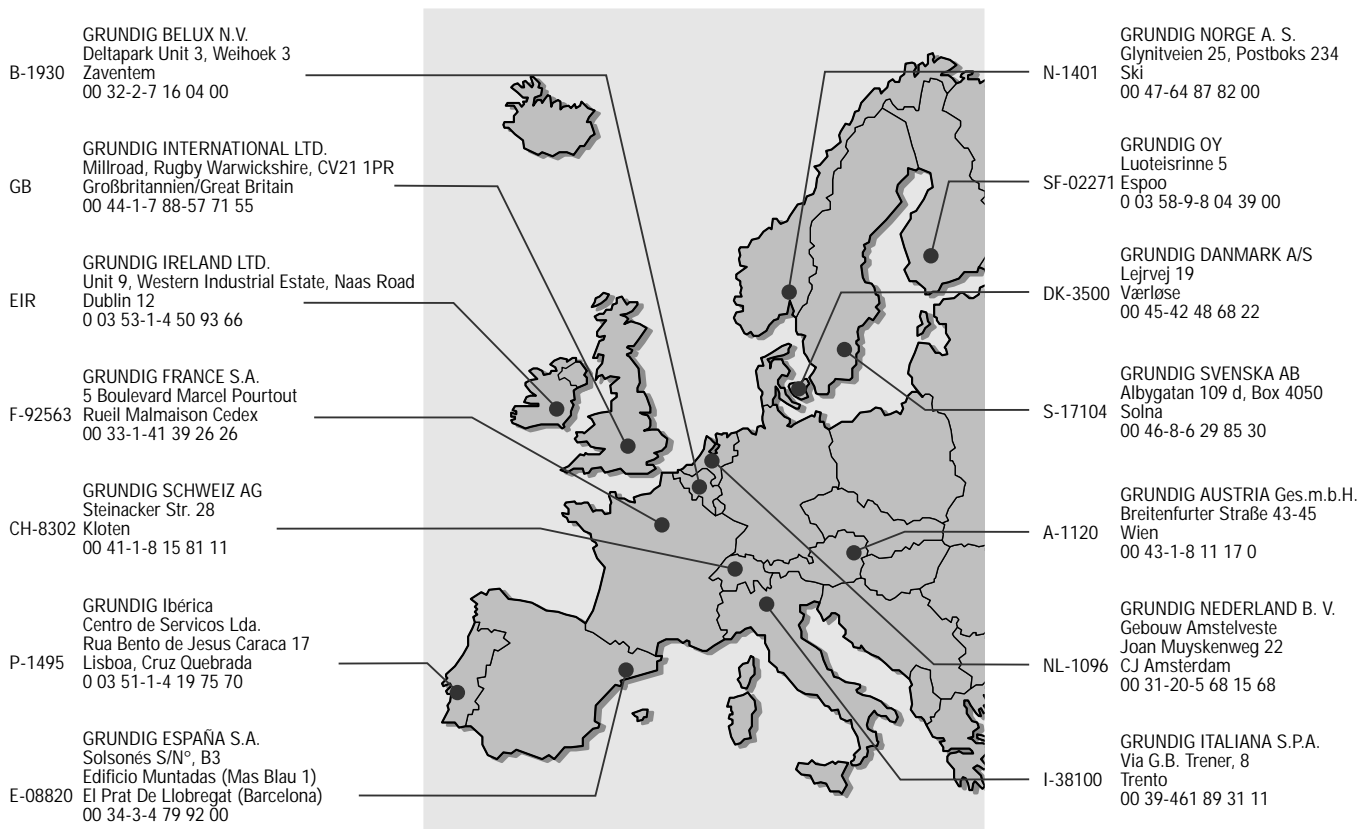 GRUNDIG BELUX N.V.
Deltapark Unit 3, Weihoek 3
B-1930 Zaventem
00 32-2-7 16 04 00
GRUNDIG INTERNATIONAL LTD.
Millroad, Rugby Warwickshire, CV21 1PR
GB Großbritannien/Great Britain
00 44-1-7 88-57 71 55
GRUNDIG IRELAND LTD.
Unit 9, Western Industrial Estate, Naas Road
EIR Dublin 12
0 03 53-1-4 50 93 66
GRUNDIG FRANCE S.A.
5 Boulevard Marcel Pourtout
F-92563 Rueil Malmaison Cedex
00 33-1-41 39 26 26
GRUNDIG SCHWEIZ AG
Steinacker Str. 28
CH-8302 Kloten
00 41-1-8 15 81 11
GRUNDIG Ibérica
Centro de Servicos Lda.
Rua Bento de Jesus Caraca 17
P-1495 Lisboa, Cruz Quebrada
0 03 51-1-4 19 75 70
GRUNDIG ESPAÑA S.A.
Solsonés S/Nº, B3
Edificio Muntadas (Mas Blau 1)
E-08820 El Prat De Llobregat (Barcelona)
00 34-3-4 79 92 00
GRUNDIG NORGE A. S.
Glynitveien 25, Postboks 234
N-1401 Ski
00 47-64 87 82 00
GRUNDIG OY
Luoteisrinne 5
SF-02271 Espoo
0 03 58-9-8 04 39 00
GRUNDIG DANMARK A/S
Lejrvej 19
DK-3500 Værløse
00 45-42 48 68 22
GRUNDIG SVENSKA AB
Albygatan 109 d, Box 4050
S-17104 Solna
00 46-8-6 29 85 30
GRUNDIG AUSTRIA Ges.m.b.H.
Breitenfurter Straße 43-45
A-1120 Wien
00 43-1-8 11 17 0
GRUNDIG NEDERLAND B. V.
Gebouw Amstelveste
Joan Muyskenweg 22
NL-1096 CJ Amsterdam
00 31-20-5 68 15 68
GRUNDIG ITALIANA S.P.A.
Via G.B. Trener, 8
I-38100 Trento
00 39-461 89 31 11